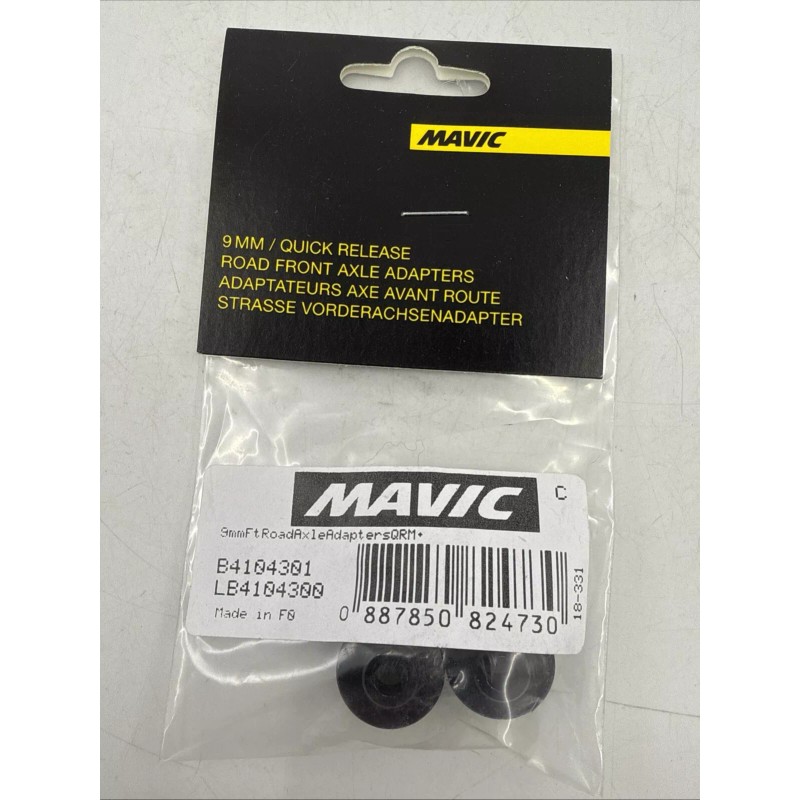 MAVIC
9 MM / QUICK RELEASE
ROAD FRONT AXLE ADAPTERS
ADAPTATEURS AXE AVANT ROUTE
STRASSE VORDERACHSENADAPTER
MAVIC C
9mmFtRoadAxleAdaptersQRM+
B4104301
LB4104300
Made in F0
0 887850 824730
18-331